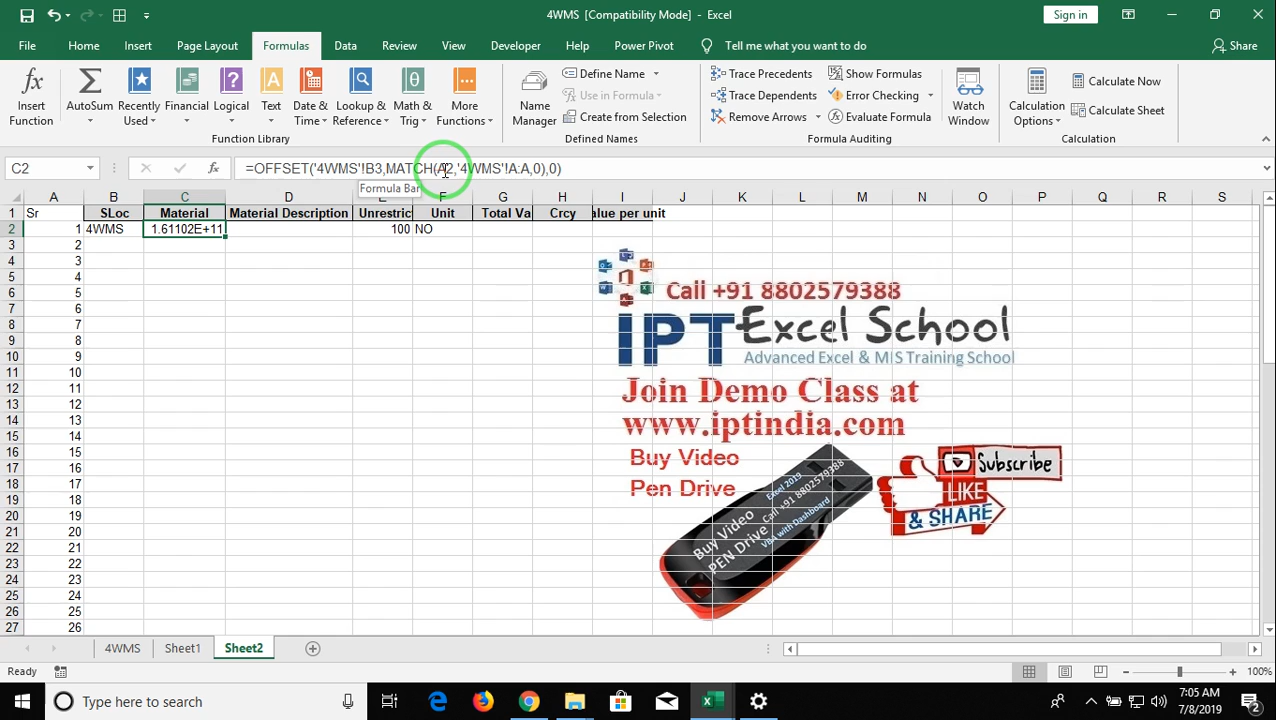 4WMS [Compatibility Mode] - Excel
Sign in
File Home Insert Page Layout Formulas Data Review View Developer Help Power Pivot Tell me what you want to do Share
Insert Function
AutoSum
Recently Used
Financial
Logical
Text
Date & Time
Lookup & Reference
Math & Trig
More Functions
Function Library
Name Manager
Define Name
Use in Formula
Create from Selection
Defined Names
Trace Precedents
Trace Dependents
Remove Arrows
Show Formulas
Error Checking
Evaluate Formula
Formula Auditing
Watch Window
Calculation Options
Calculate Now
Calculate Sheet
Calculation
C2 fx =OFFSET('4WMS'!B3,MATCH(A2,'4WMS'!A:A,0),0)
Formula Bar
A B C D E F G H I J K L M N O P Q R S
1 Sr SLoc Material Material Description Unrestric Unit Total Va Crcy alue per unit
2 1 4WMS 1.61102E+11 100 NO
3 2
4 3
5 4
6 5
7 6
8 7
9 8
10 9
11 10
12 11
13 12
14 13
15 14
16 15
17 16
18 17
19 18
20 19
21 20
22 21
23 22
24 23
25 24
26 25
27 26
Call +91 8802579388
IPT Excel School
Advanced Excel & MIS Training School
Join Demo Class at
www.iptindia.com
Buy Video
Pen Drive
Subscribe
LIKE
& SHARE
Excel 2019
Buy Video Call +91 8802579388
PEN Drive VBA with Dashboard
4WMS Sheet1 Sheet2
Ready
100%
Type here to search
7:05 AM
7/8/2019
2